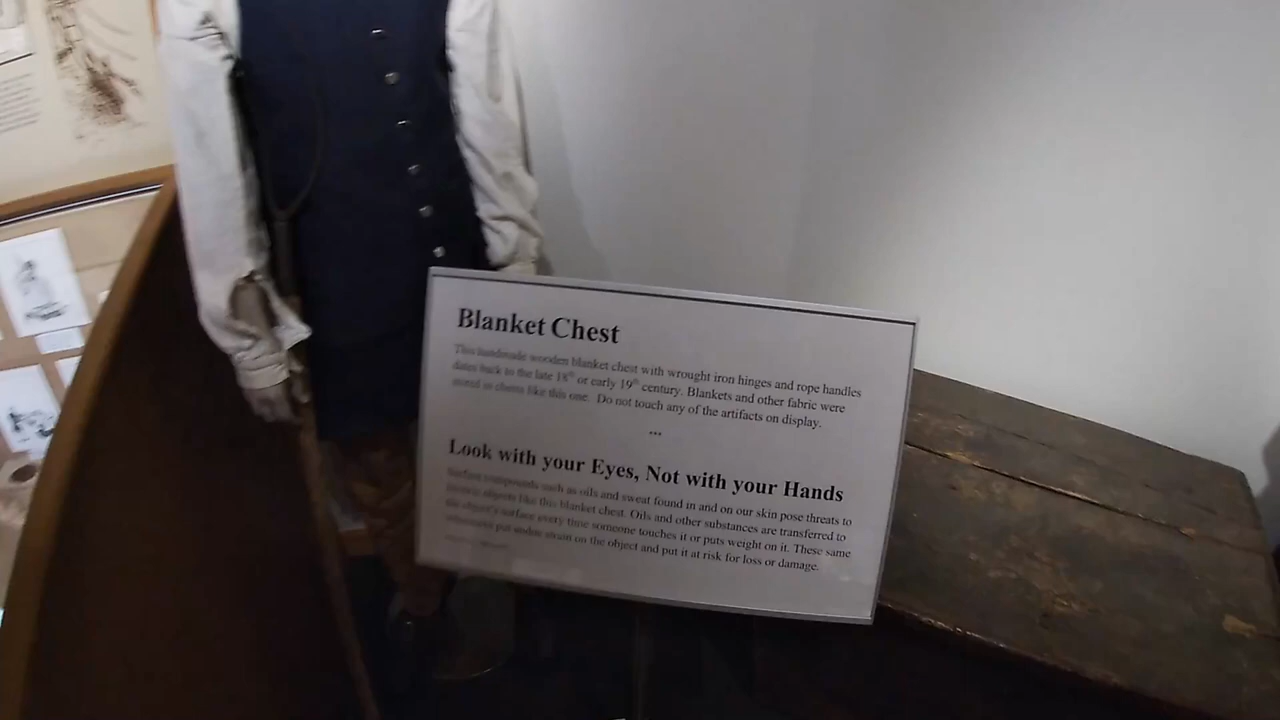 Blanket Chest
This handmade wooden blanket chest with wrought iron hinges and rope handles
dates back to the late 18th or early 19th century. Blankets and other fabric were
stored in chests like this one. Do not touch any of the artifacts on display.
...
Look with your Eyes, Not with your Hands
Surface compounds such as oils and sweat found in and on our skin pose threats to
historic objects like this blanket chest. Oils and other substances are transferred to
the object's surface every time someone touches it or puts weight on it. These same
put undue strain on the object and put it at risk for loss or damage.